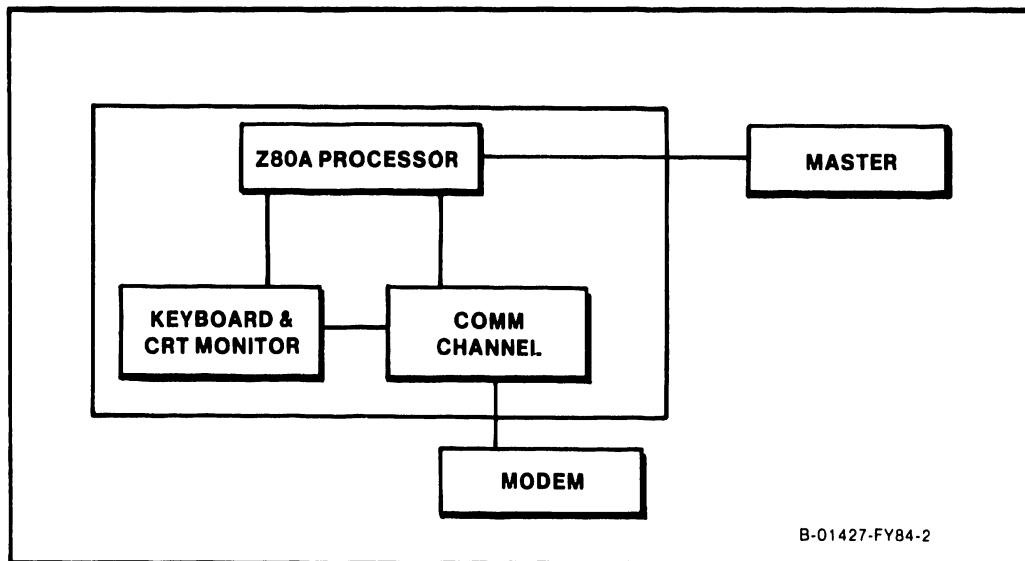 Z80A PROCESSOR
MASTER
KEYBOARD &
CRT MONITOR
COMM
CHANNEL
MODEM
B-01427-FY84-2